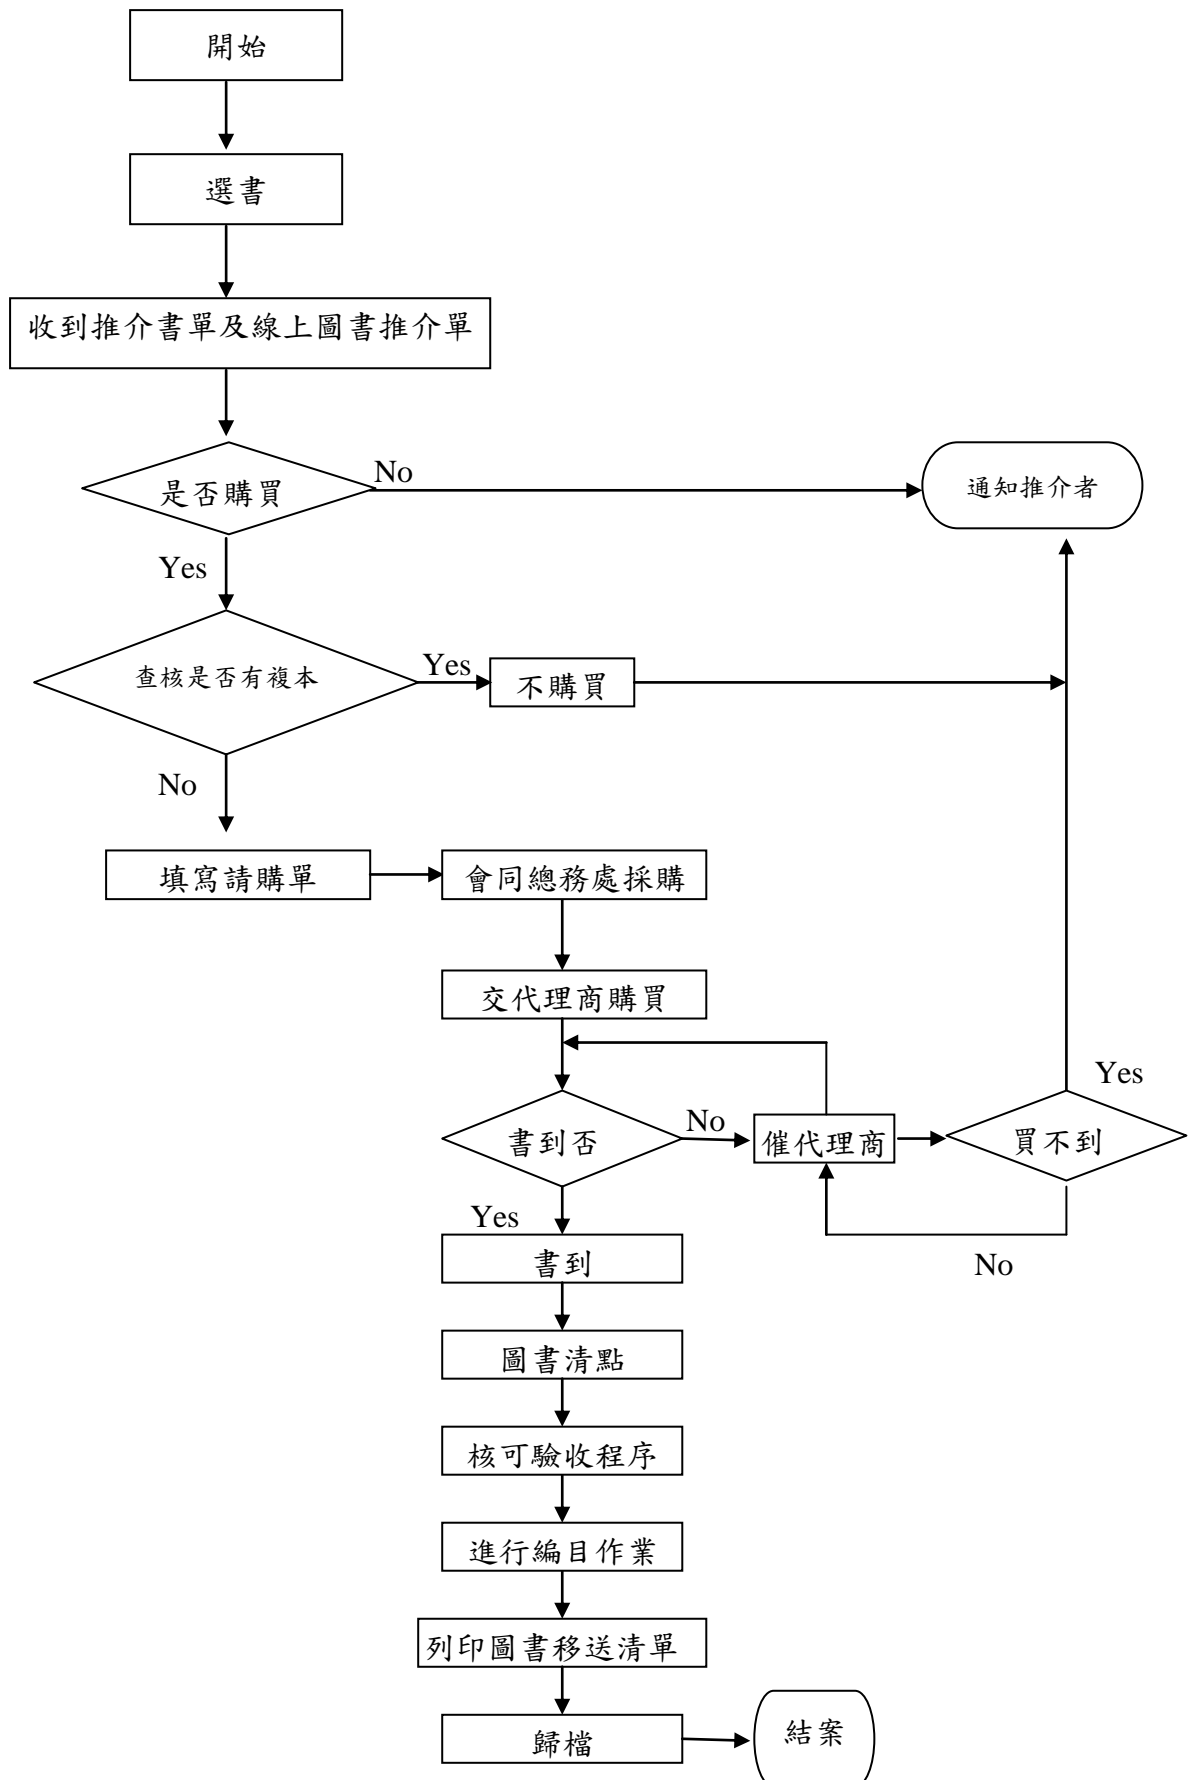 開始
選書
收到推介書單及線上圖書推介單
No
是否購買
通知推介者
Yes
查核是否有複本
Yes
不購買
No
填寫請購單
會同總務處採購
交代理商購買
Yes
書到否
No
催代理商
買不到
Yes
書到
No
圖書清點
核可驗收程序
進行編目作業
列印圖書移送清單
歸檔
結案